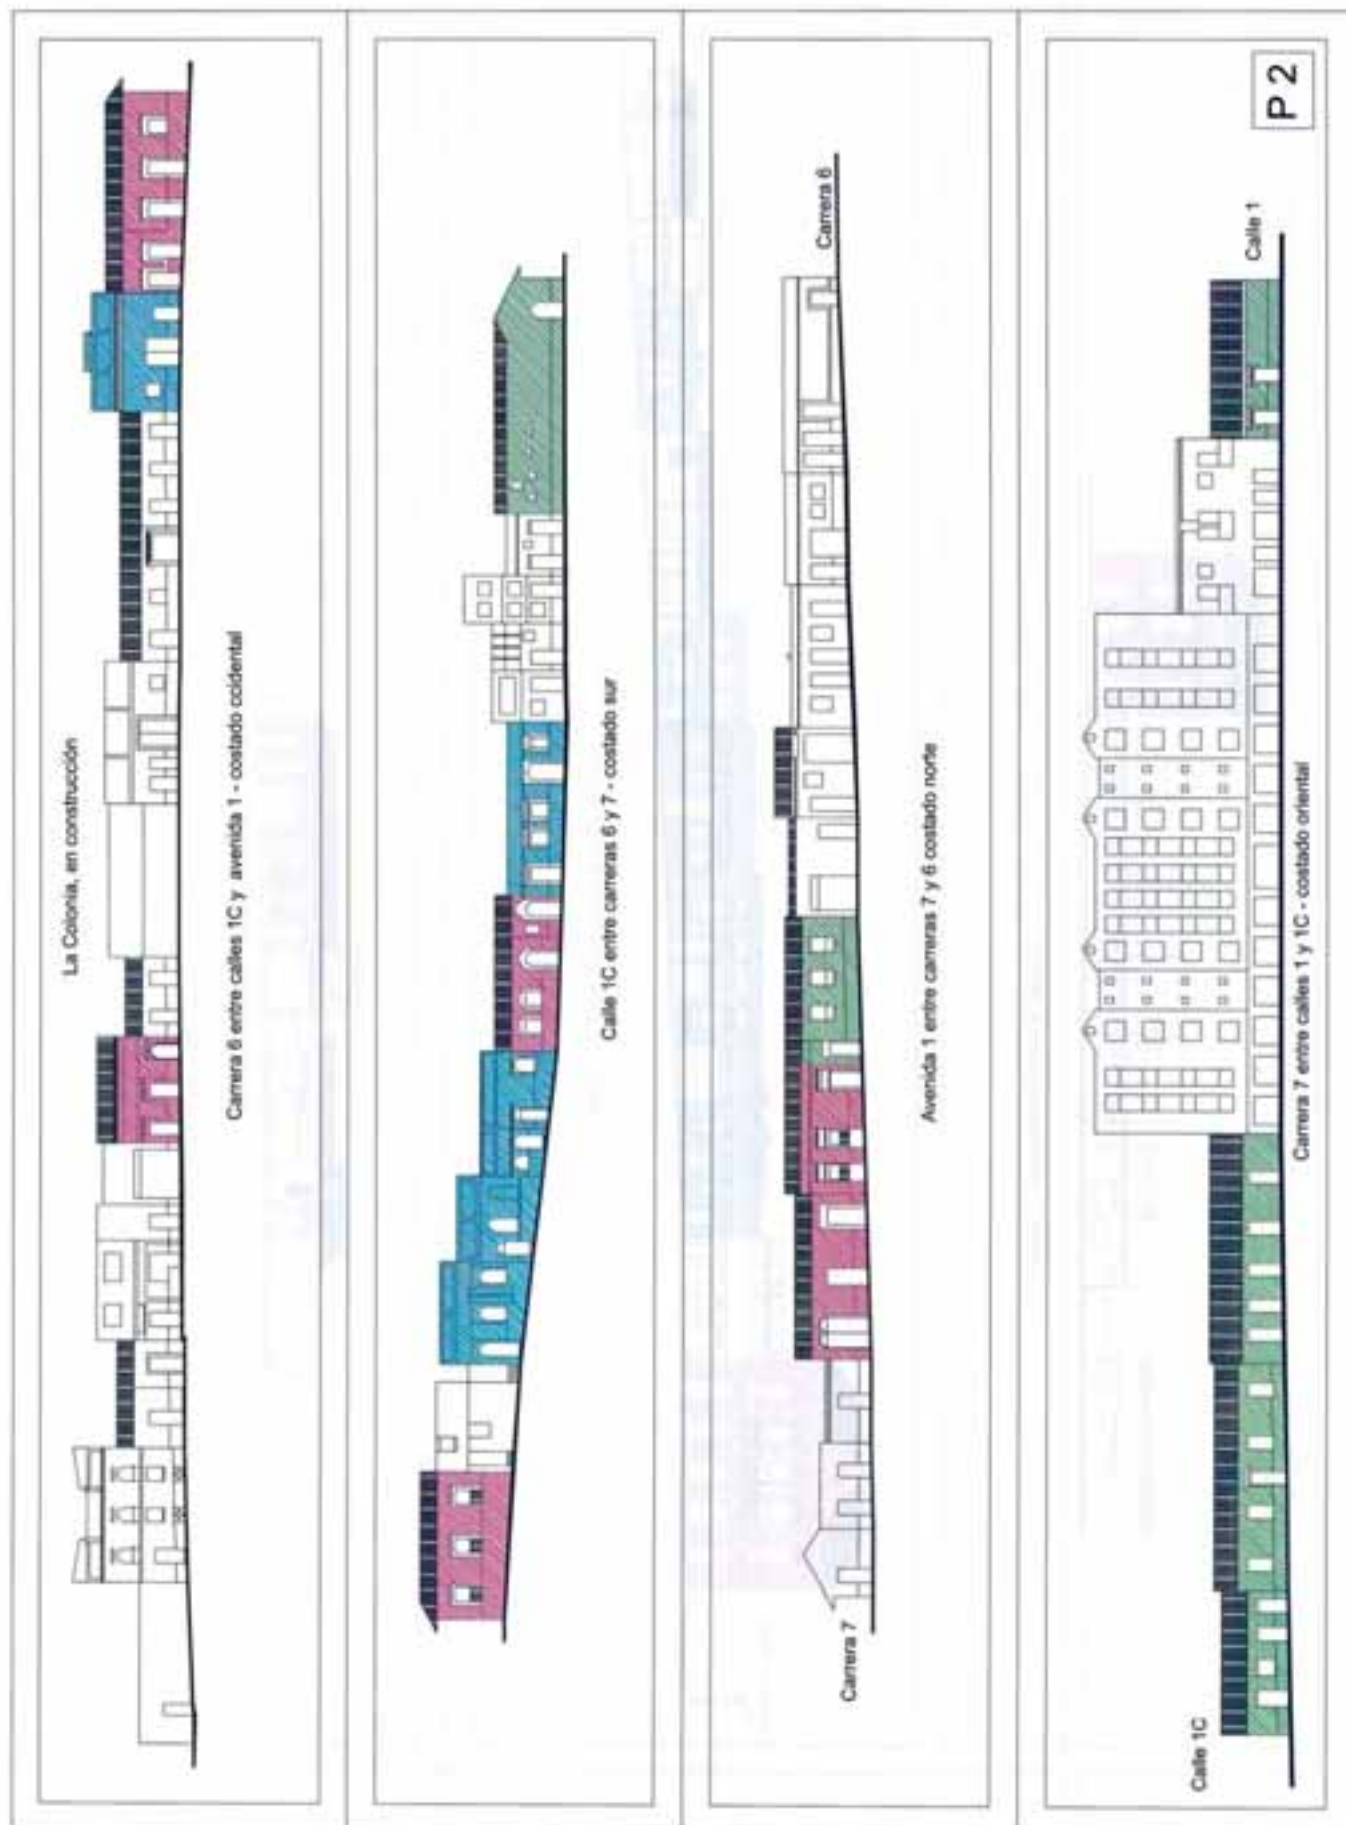 La Colonia, en construcción
Carrera 6 entre calles 1C y avenida 1 - costado ccidental
Calle 1C entre carreras 6 y 7 - costado sur
Carrera 7
Carrera 6
Avenida 1 entre carreras 7 y 6 costado norte
P 2
Calle 1C
Calle 1
Carrera 7 entre calles 1 y 1C - costado oriental